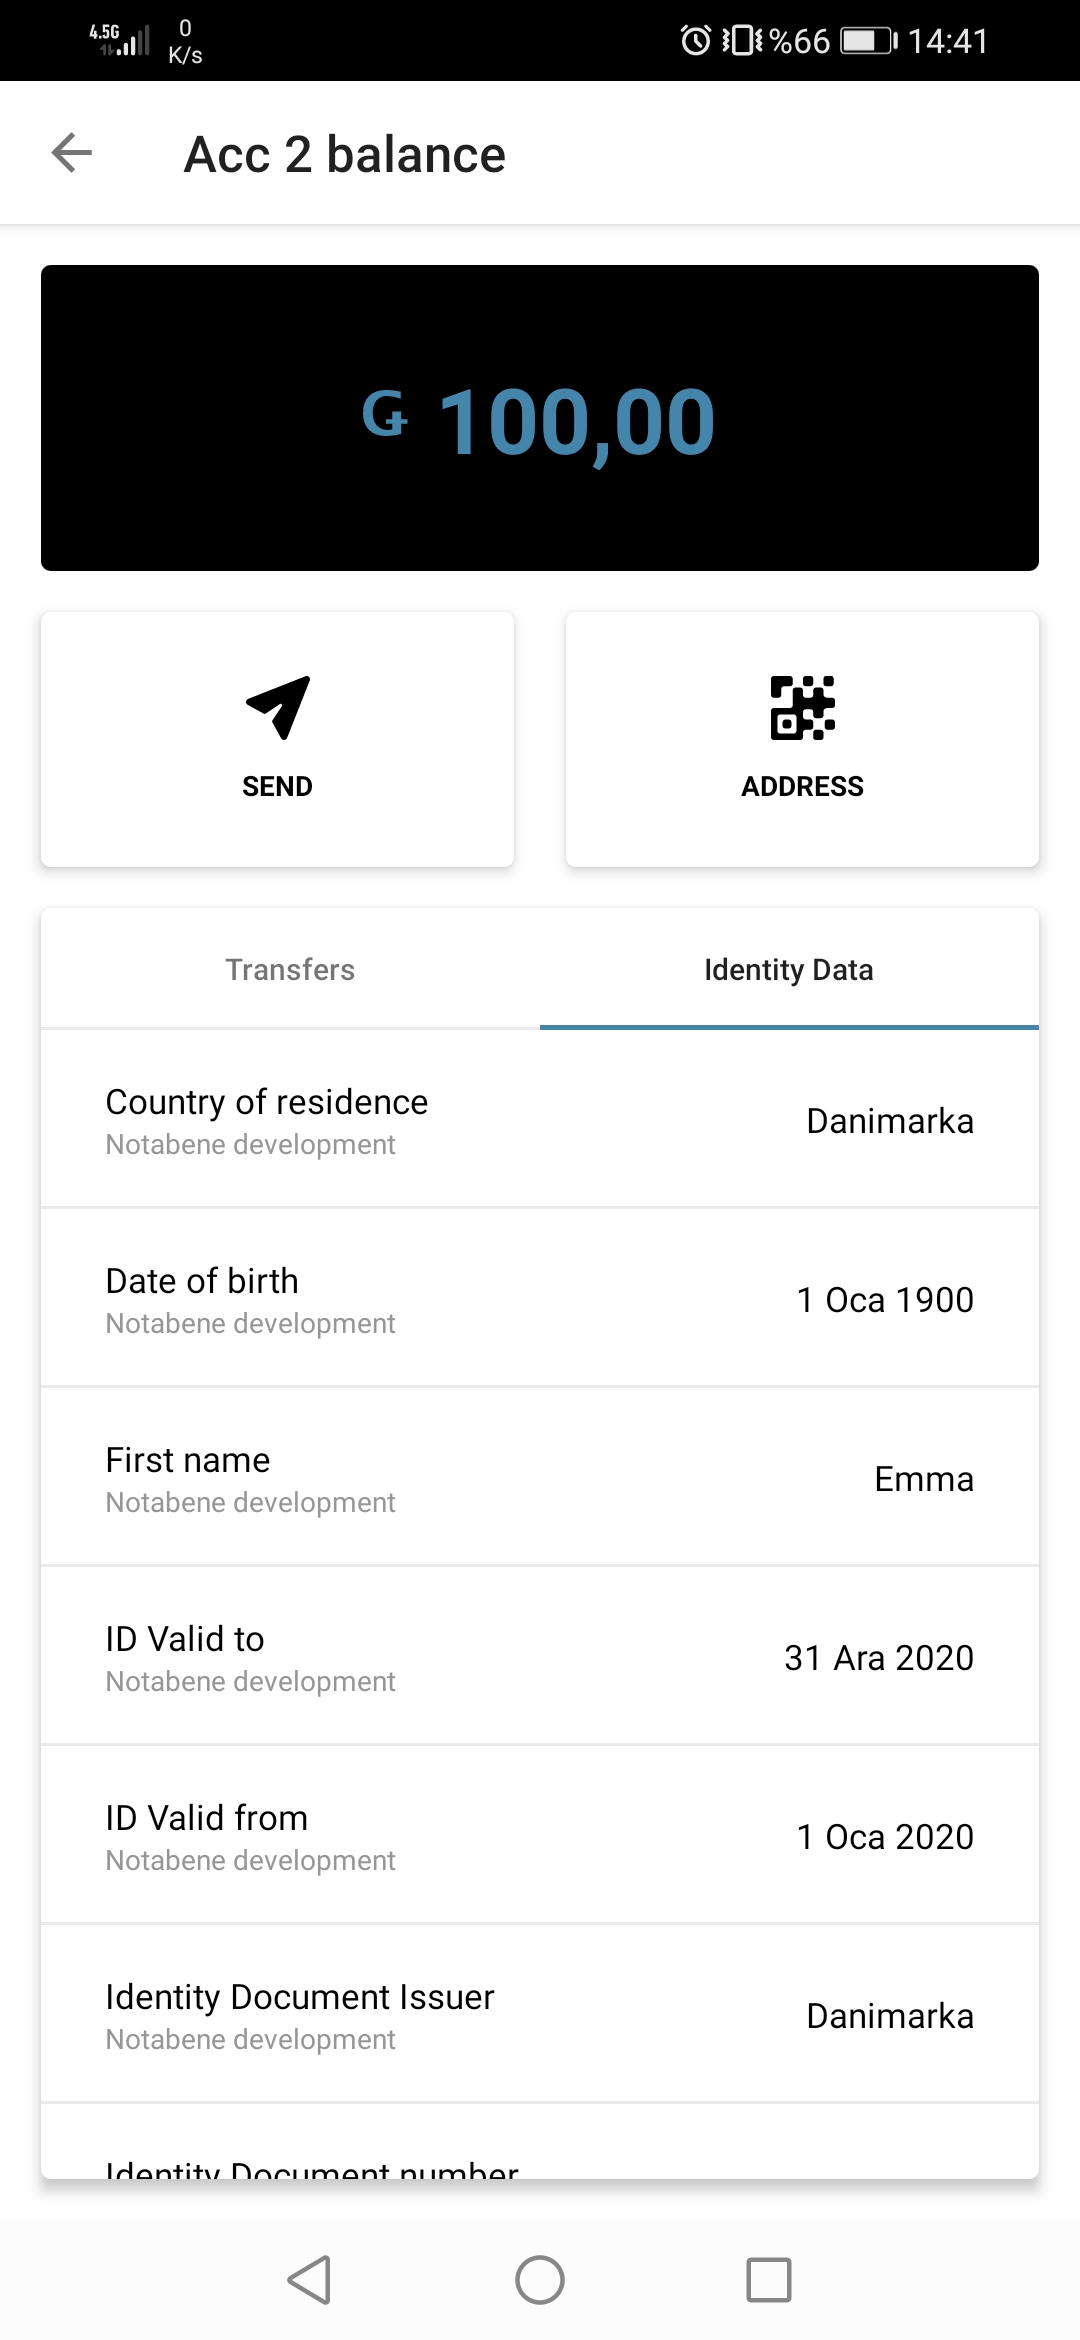 4.5G 0 K/s %66 14:41
Acc 2 balance
Ǥ 100,00
SEND ADDRESS
Transfers Identity Data
Country of residence
Notabene development
Danimarka
Date of birth
Notabene development
1 Oca 1900
First name
Notabene development
Emma
ID Valid to
Notabene development
31 Ara 2020
ID Valid from
Notabene development
1 Oca 2020
Identity Document Issuer
Notabene development
Danimarka
Identity Document number